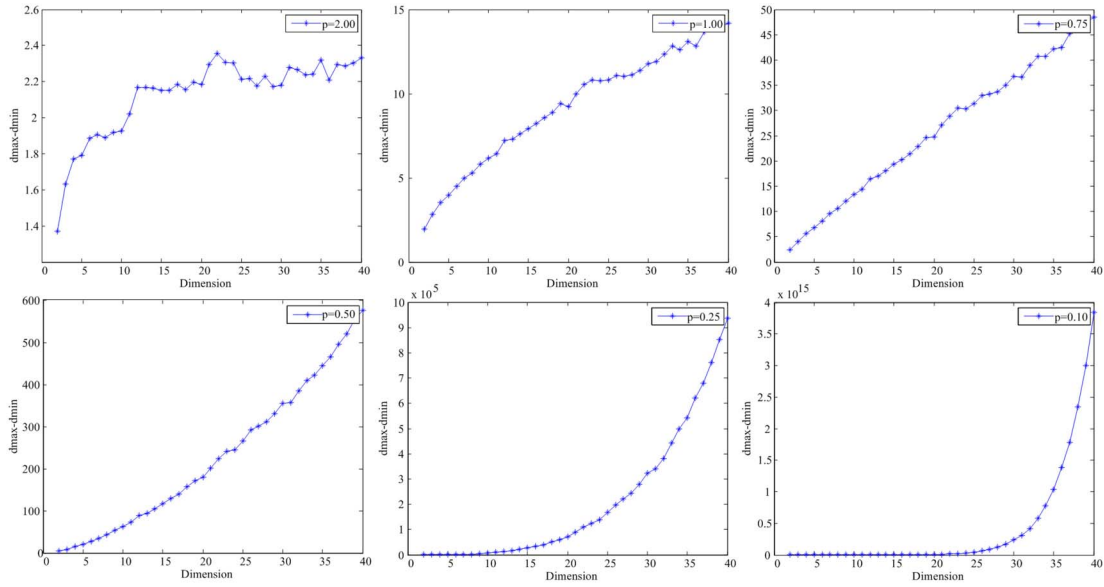 2.6
2.4
2.2
2
1.8
1.6
1.4
dmax-dmin
p=2.00
0 5 10 15 20 25 30 35 40
Dimension
15
10
5
0
dmax-dmin
p=1.00
0 5 10 15 20 25 30 35 40
Dimension
50
45
40
35
30
25
20
15
10
5
0
dmax-dmin
p=0.75
0 5 10 15 20 25 30 35 40
Dimension
600
500
400
300
200
100
0
dmax-dmin
p=0.50
0 5 10 15 20 25 30 35 40
Dimension
x 10^5
10
9
8
7
6
5
4
3
2
1
0
dmax-dmin
p=0.25
0 5 10 15 20 25 30 35 40
Dimension
x 10^15
4
3.5
3
2.5
2
0.15
1
0.5
0
dmax-dmin
p=0.10
0 5 10 15 20 25 30 35 40
Dimension